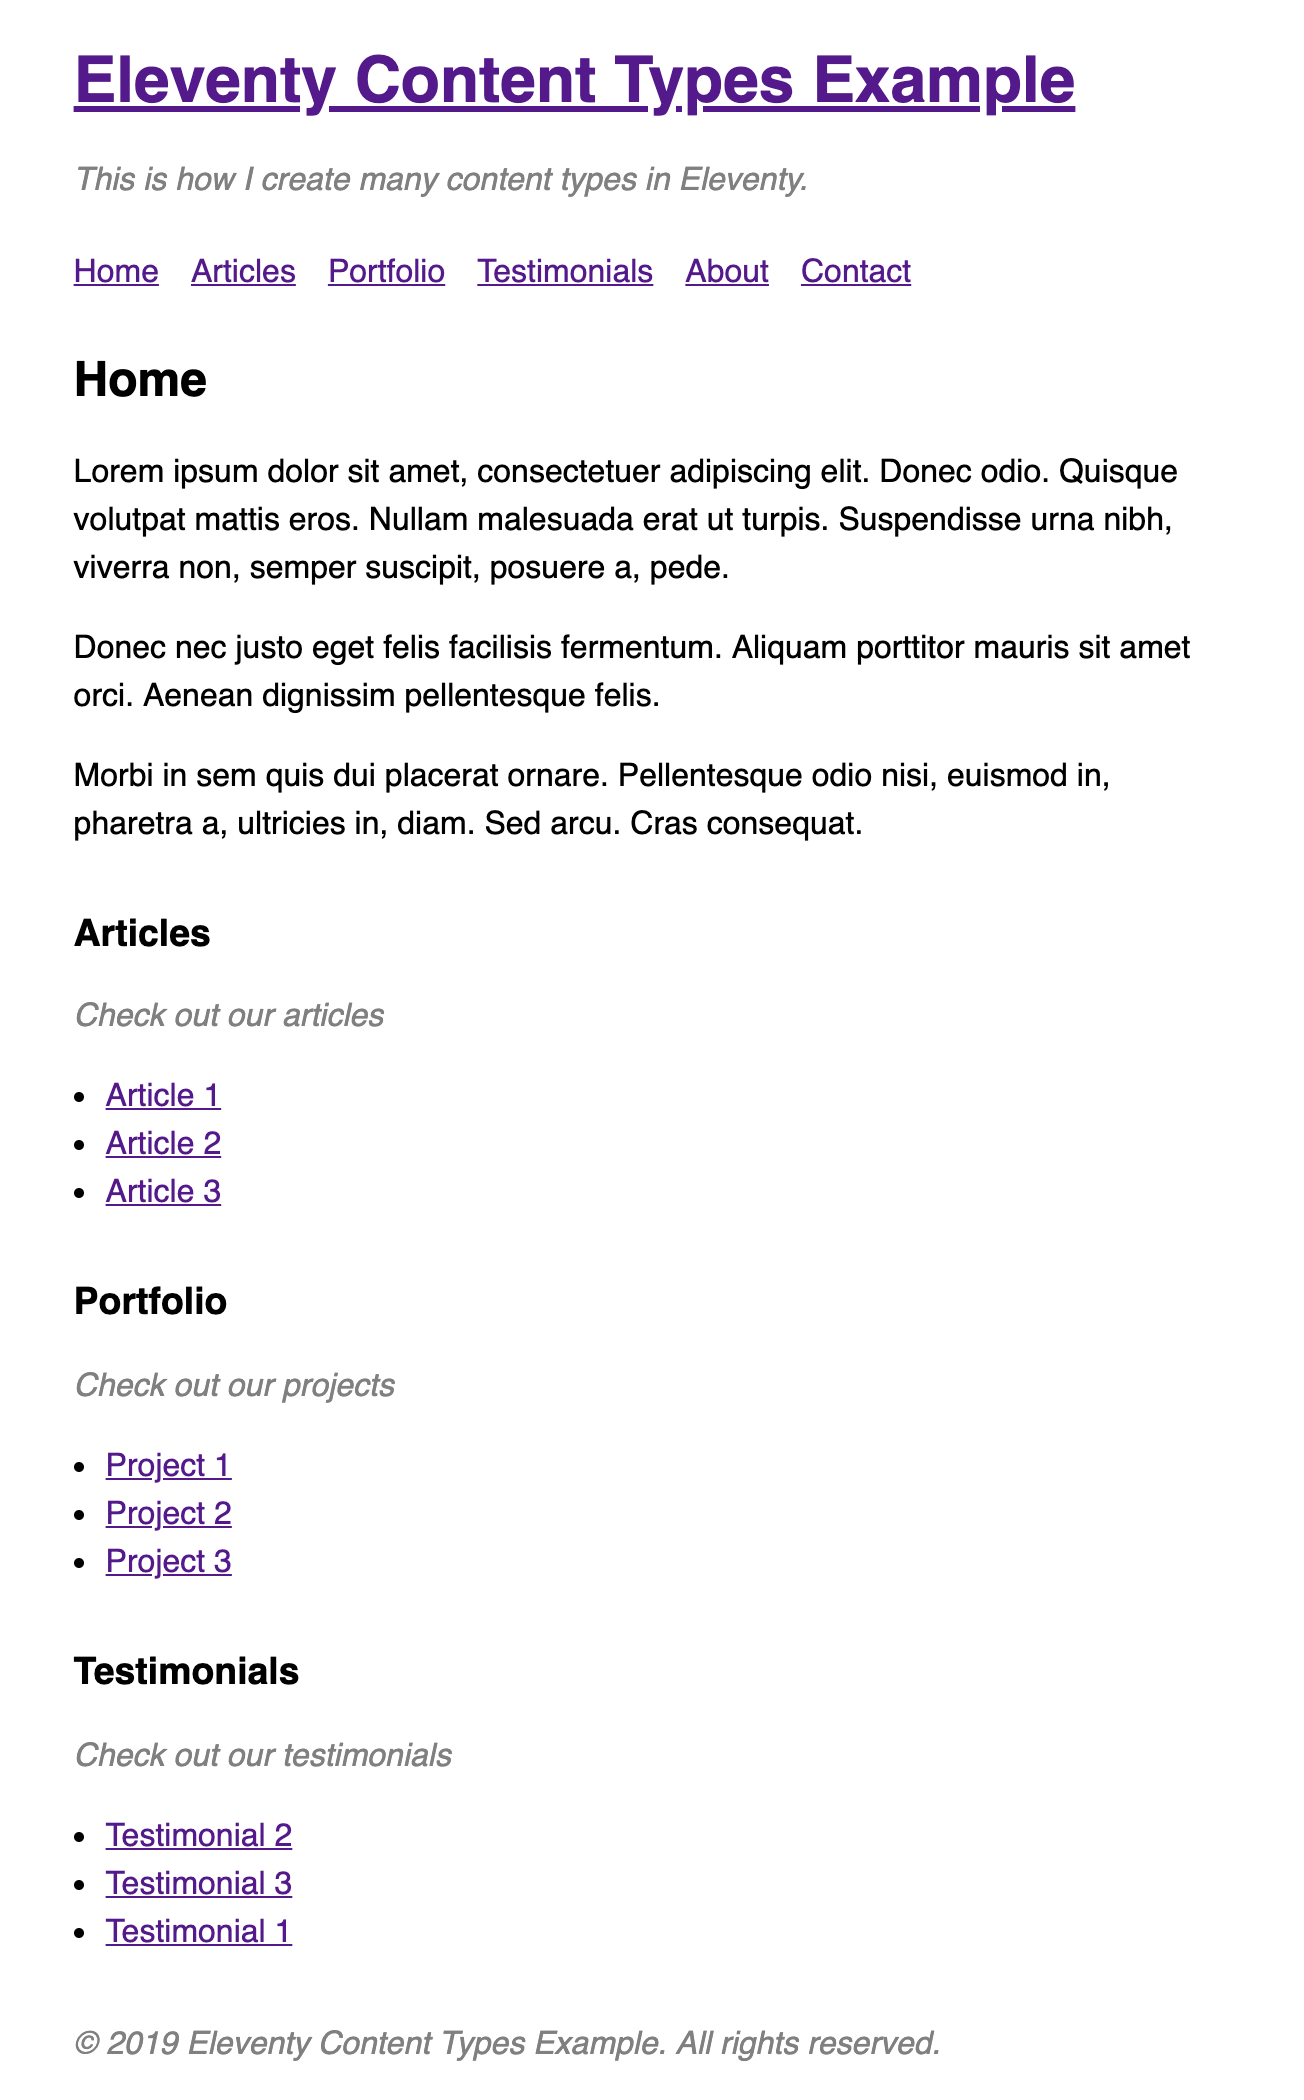 Eleventy Content Types Example
This is how I create many content types in Eleventy.
Home Articles Portfolio Testimonials About Contact
Home
Lorem ipsum dolor sit amet, consectetuer adipiscing elit. Donec odio. Quisque
volutpat mattis eros. Nullam malesuada erat ut turpis. Suspendisse urna nibh,
viverra non, semper suscipit, posuere a, pede.
Donec nec justo eget felis facilisis fermentum. Aliquam porttitor mauris sit amet
orci. Aenean dignissim pellentesque felis.
Morbi in sem quis dui placerat ornare. Pellentesque odio nisi, euismod in,
pharetra a, ultricies in, diam. Sed arcu. Cras consequat.
Articles
Check out our articles
• Article 1
• Article 2
• Article 3
Portfolio
Check out our projects
• Project 1
• Project 2
• Project 3
Testimonials
Check out our testimonials
• Testimonial 2
• Testimonial 3
• Testimonial 1
© 2019 Eleventy Content Types Example. All rights reserved.